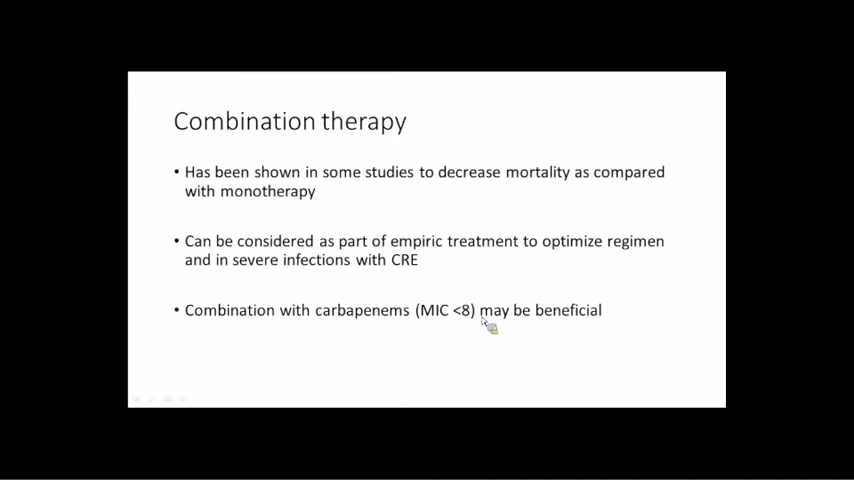 Combination therapy
• Has been shown in some studies to decrease mortality as compared
with monotherapy
• Can be considered as part of empiric treatment to optimize regimen
and in severe infections with CRE
• Combination with carbapenems (MIC <8) may be beneficial